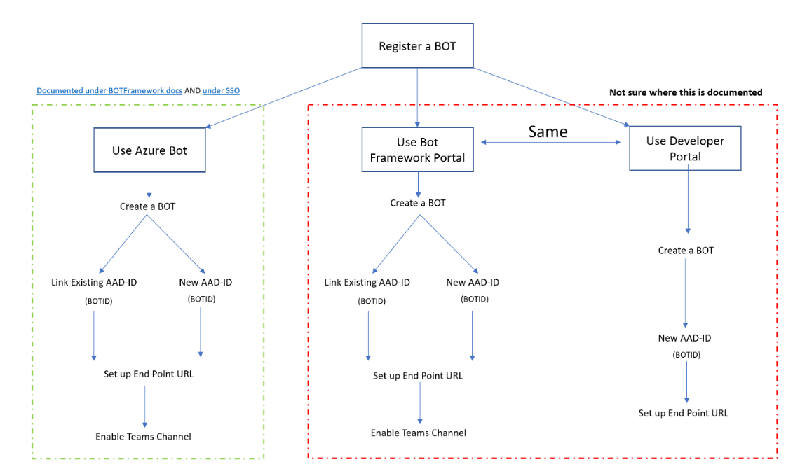 Register a BOT
Documented under BOTFramework docs AND under SSO
Not sure where this is documented
Use Azure Bot
Create a BOT
Link Existing AAD-ID
(BOTID)
New AAD-ID
(BOTID)
Set up End Point URL
Enable Teams Channel
Use Bot
Framework Portal
Same
Create a BOT
Link Existing AAD-ID
(BOTID)
New AAD-ID
(BOTID)
Set up End Point URL
Enable Teams Channel
Use Developer
Portal
Create a BOT
New AAD-ID
(BOTID)
Set up End Point URL